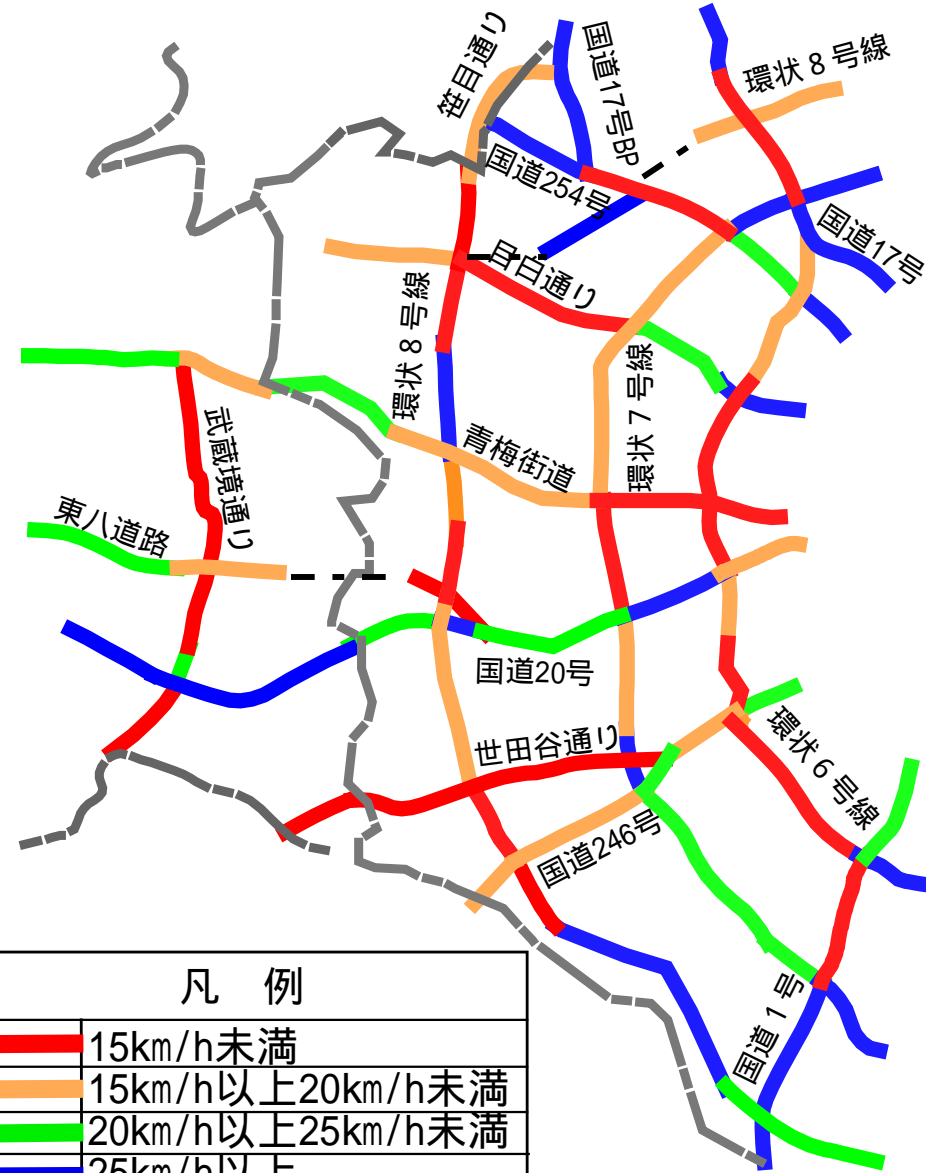 笹目通り
国道17号BP
環状８号線
国道254号
国道17号
目白通り
環状８号線
環状７号線
武蔵境通り
青梅街道
東八道路
国道20号
世田谷通り
環状６号線
国道246号
国道１号
凡 例
15km/h未満
15km/h以上20km/h未満
20km/h以上25km/h未満
25km/h以上